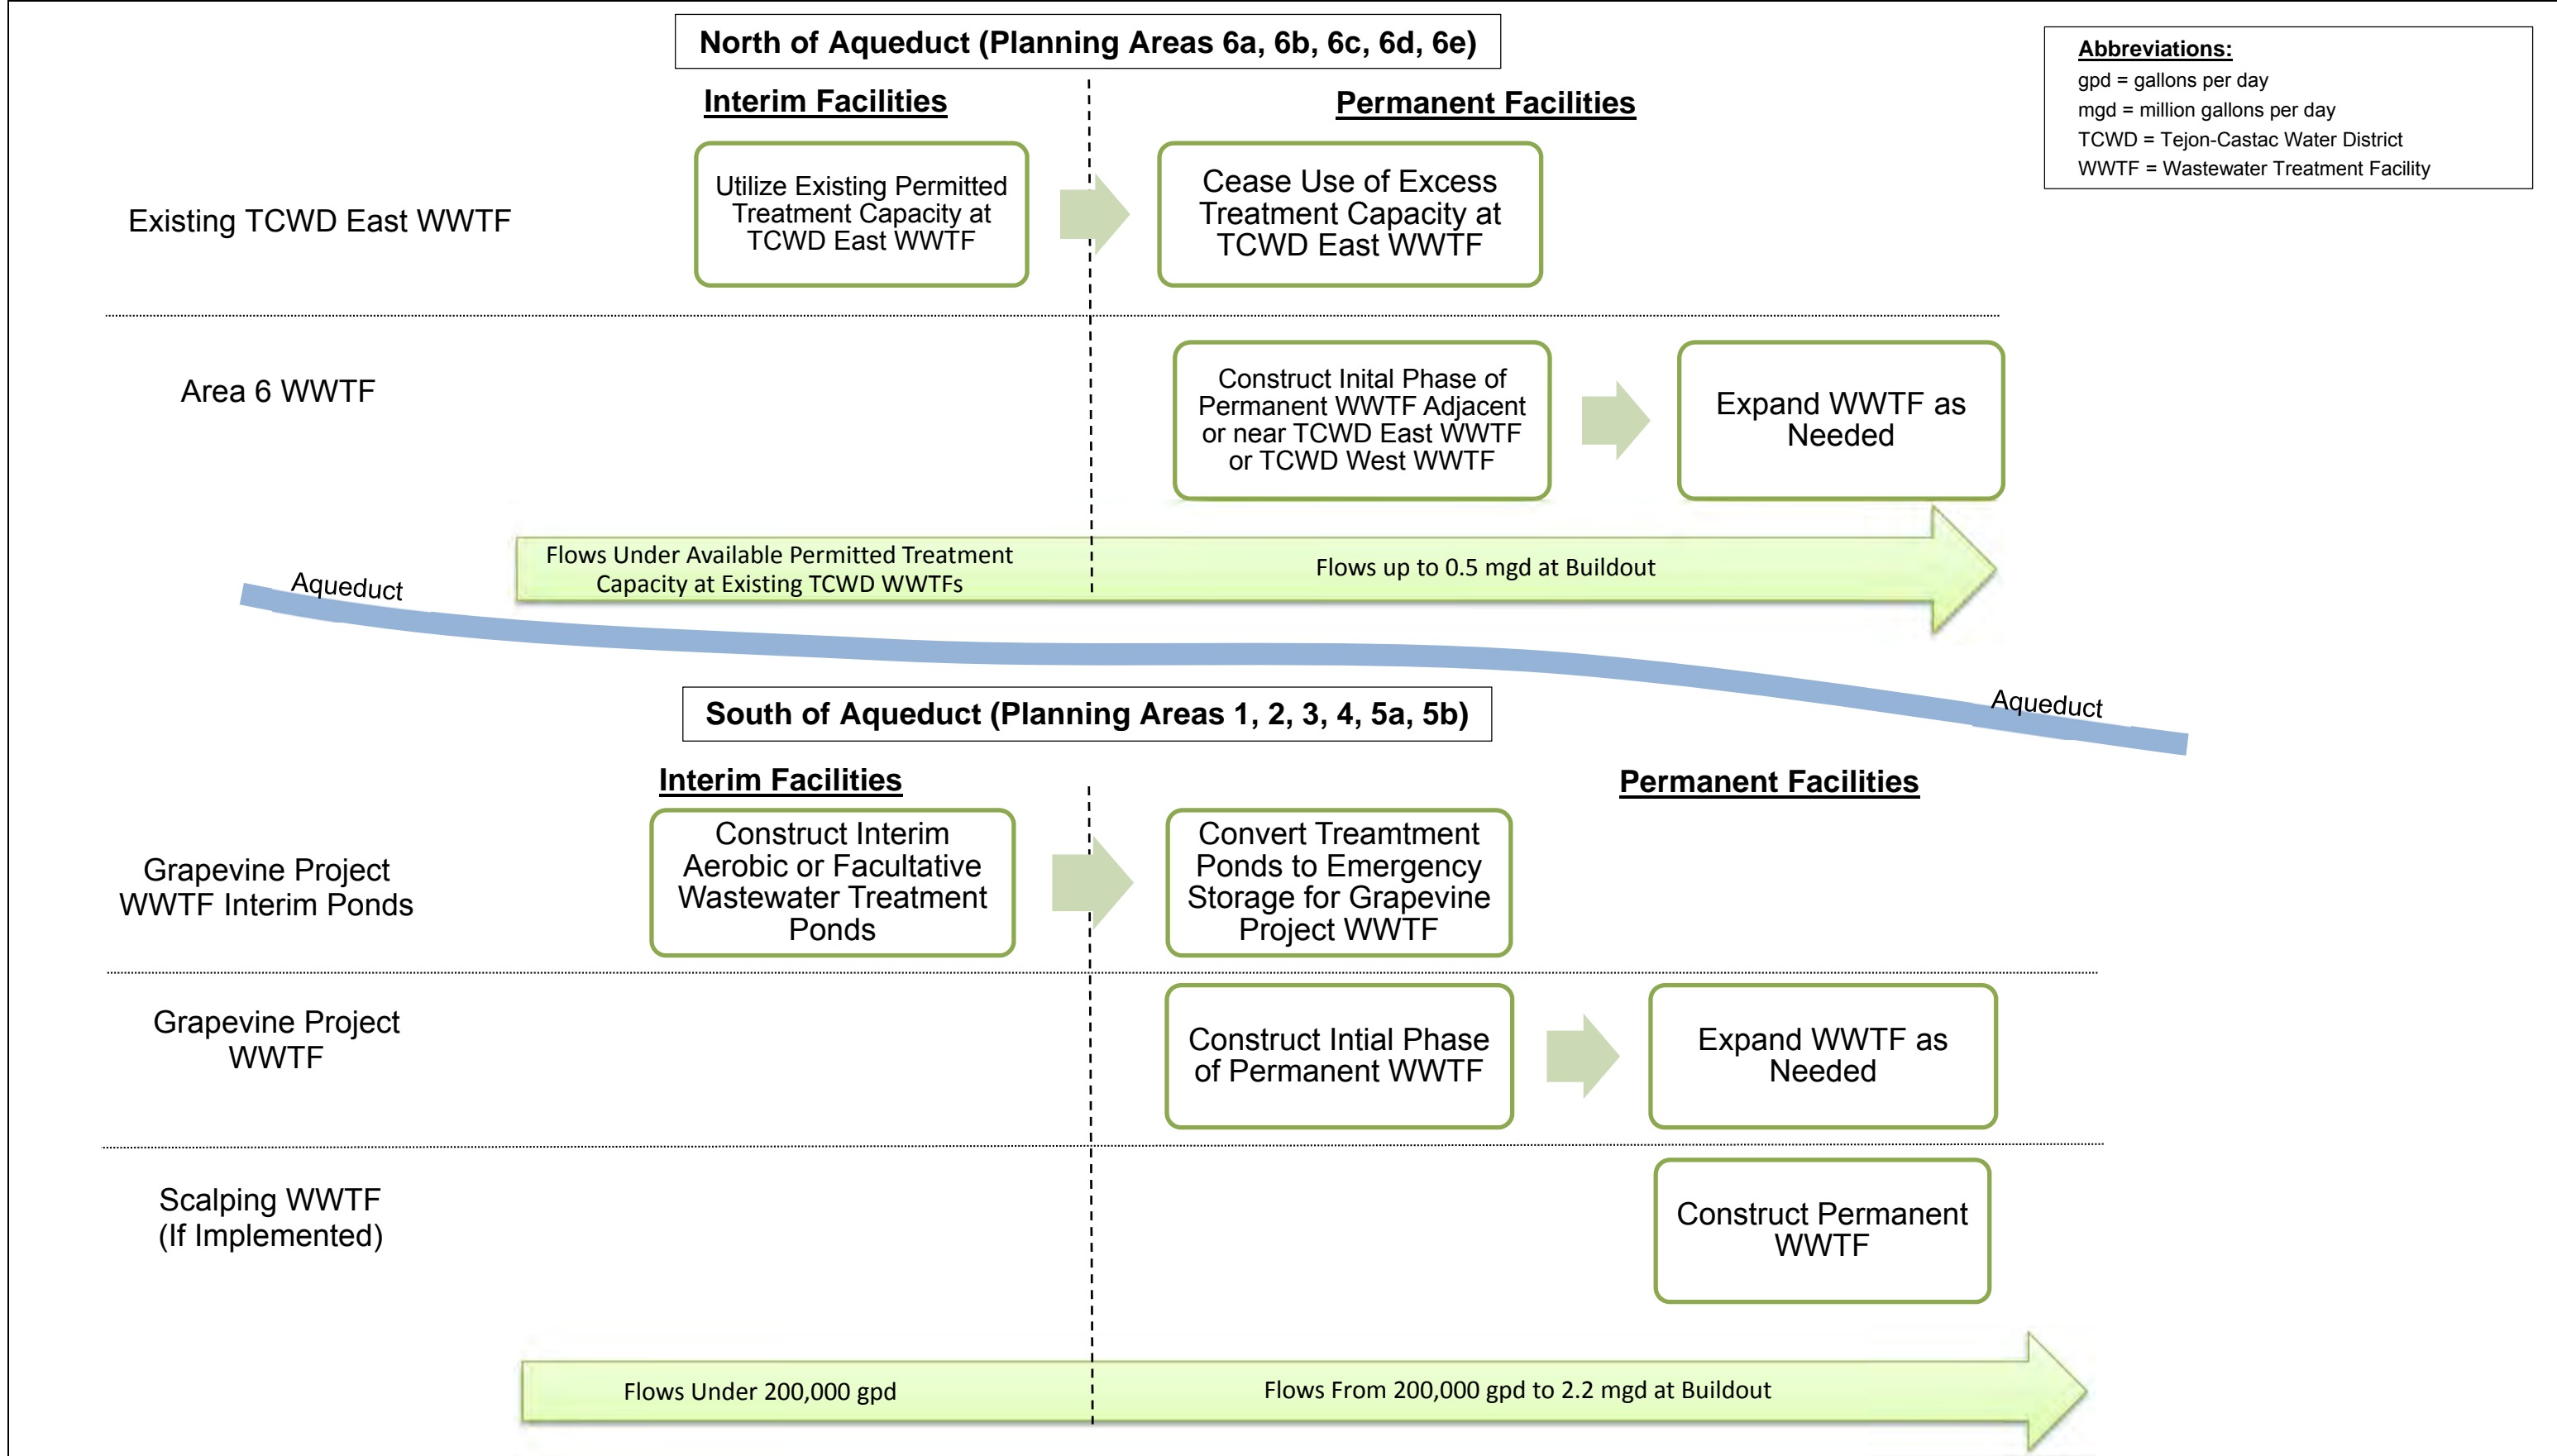 North of Aqueduct (Planning Areas 6a, 6b, 6c, 6d, 6e)
Abbreviations:
gpd = gallons per day
mgd = million gallons per day
TCWD = Tejon-Castac Water District
WWTF = Wastewater Treatment Facility
Interim Facilities
Permanent Facilities
Existing TCWD East WWTF
Utilize Existing Permitted
Treatment Capacity at
TCWD East WWTF
Cease Use of Excess
Treatment Capacity at
TCWD East WWTF
Area 6 WWTF
Construct Inital Phase of
Permanent WWTF Adjacent
or near TCWD East WWTF
or TCWD West WWTF
Expand WWTF as
Needed
Flows Under Available Permitted Treatment
Capacity at Existing TCWD WWTFs
Flows up to 0.5 mgd at Buildout
Aqueduct
Aqueduct
South of Aqueduct (Planning Areas 1, 2, 3, 4, 5a, 5b)
Interim Facilities
Permanent Facilities
Grapevine Project
WWTF Interim Ponds
Construct Interim
Aerobic or Facultative
Wastewater Treatment
Ponds
Convert Treamtment
Ponds to Emergency
Storage for Grapevine
Project WWTF
Grapevine Project
WWTF
Construct Intial Phase
of Permanent WWTF
Expand WWTF as
Needed
Scalping WWTF
(If Implemented)
Construct Permanent
WWTF
Flows Under 200,000 gpd
Flows From 200,000 gpd to 2.2 mgd at Buildout